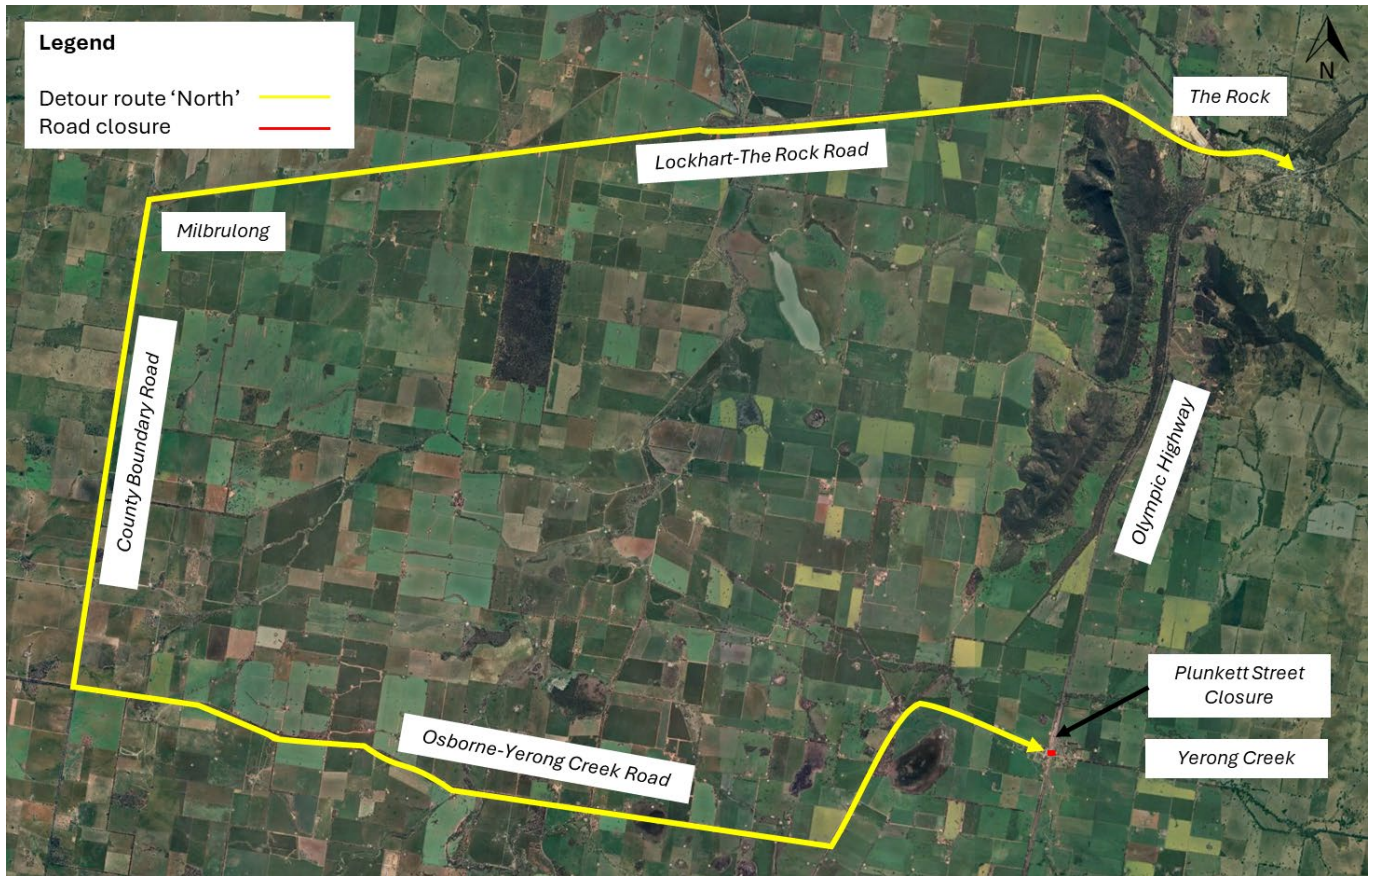 Legend
Detour route ‘North’
Road closure
N
The Rock
Lockhart-The Rock Road
Milbrulong
County Boundary Road
Olympic Highway
Plunkett Street
Closure
Osborne-Yerong Creek Road
Yerong Creek